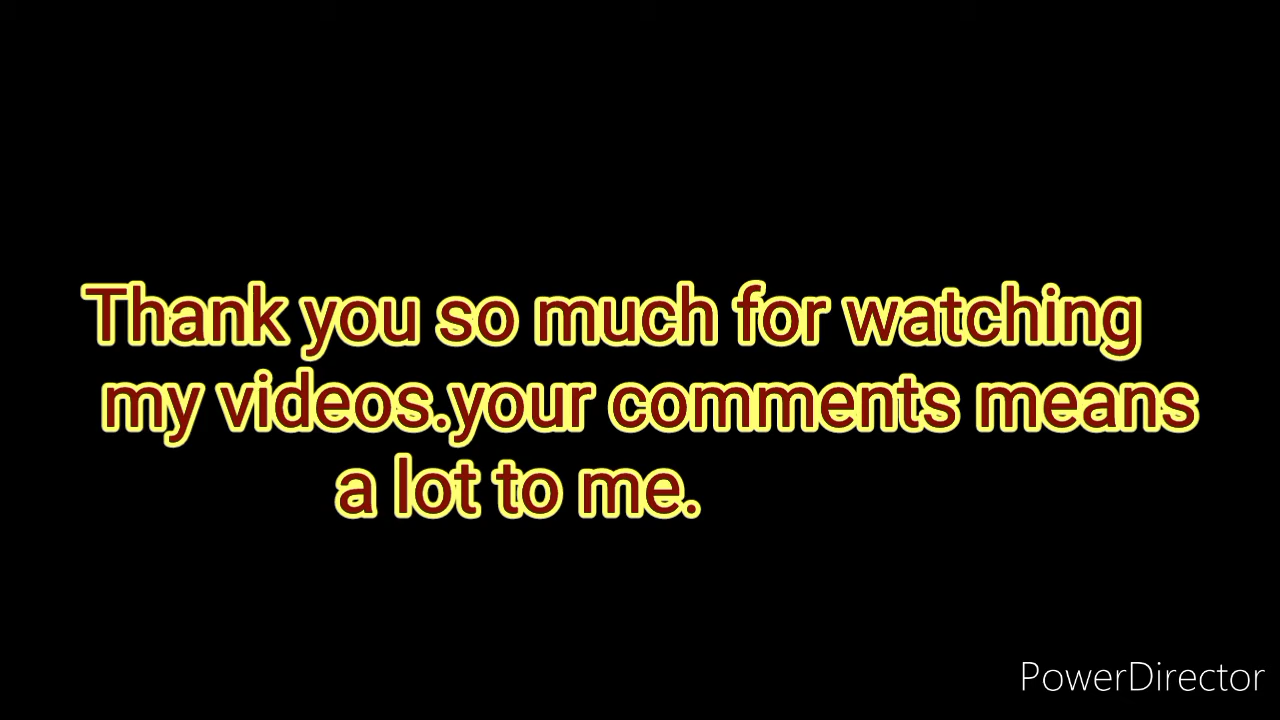 Thank you so much for watching
my videos.your comments means
a lot to me.
PowerDirector